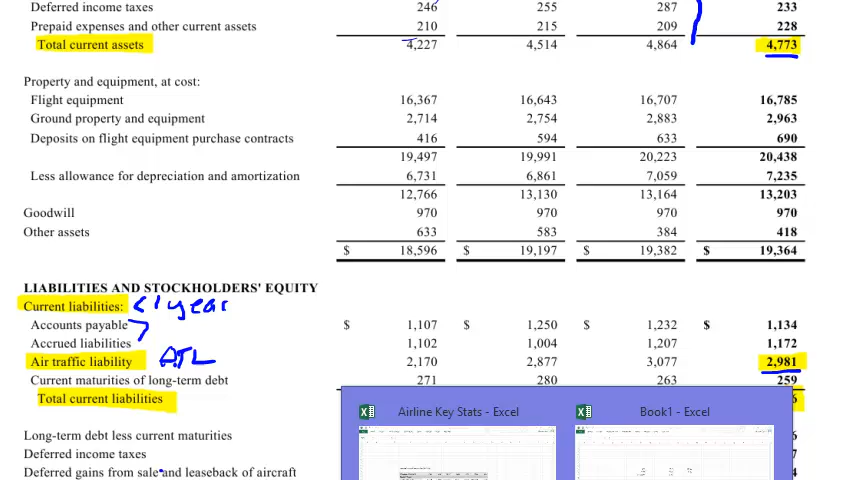 Deferred income taxes 246 255 287 233
Prepaid expenses and other current assets 210 215 209 228
Total current assets 4,227 4,514 4,864 4,773
Property and equipment, at cost:
Flight equipment 16,367 16,643 16,707 16,785
Ground property and equipment 2,714 2,754 2,883 2,963
Deposits on flight equipment purchase contracts 416 594 633 690
19,497 19,991 20,223 20,438
Less allowance for depreciation and amortization 6,731 6,861 7,059 7,235
12,766 13,130 13,164 13,203
Goodwill 970 970 970 970
Other assets 633 583 384 418
$ 18,596 $ 19,197 $ 19,382 $ 19,364
LIABILITIES AND STOCKHOLDERS' EQUITY
Current liabilities: < 1 year
Accounts payable $ 1,107 $ 1,250 $ 1,232 $ 1,134
Accrued liabilities 1,102 1,004 1,207 1,172
Air traffic liability ATL 2,170 2,877 3,077 2,981
Current maturities of long-term debt 271 280 263 259
Total current liabilities
Airline Key Stats - Excel Book1 - Excel
Long-term debt less current maturities
Deferred income taxes
Deferred gains from sale and leaseback of aircraft